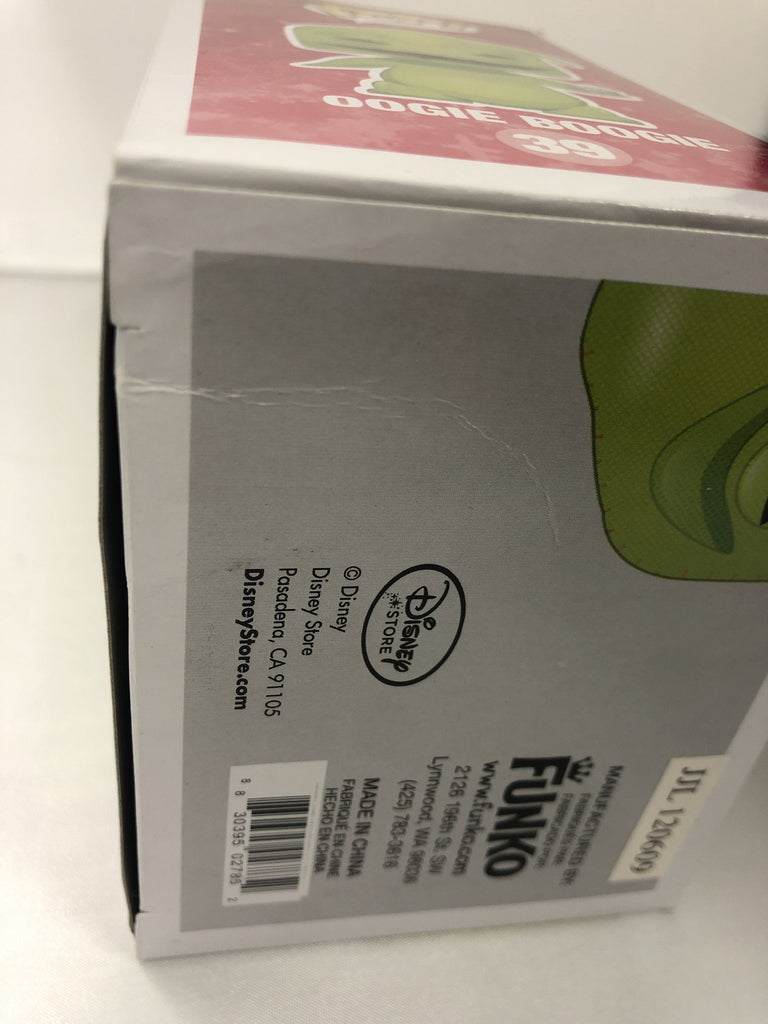 OOGIE BOOGIE
39
Disney
STORE
© Disney
Disney Store
Pasadena, CA 91105
DisneyStore.com
JJL-120609
MANUFACTURED BY:
FUNKO
www.funko.com
2126 196th St. SW
Lynnwood, WA 98036
(425) 783-3616
MADE IN CHINA
FABRIQUÉ EN CHINE
HECHO EN CHINA
8 30395 02785 2